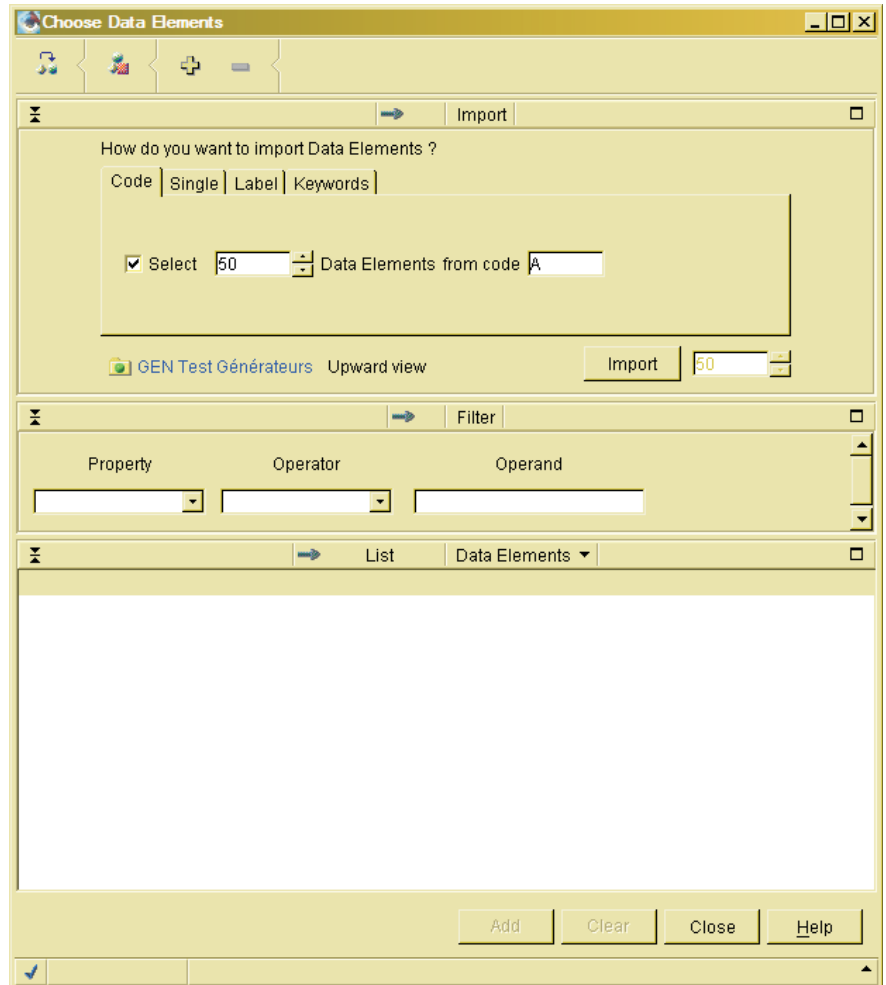 Choose Data Elements
Import
How do you want to import Data Elements ?
Code Single Label Keywords
Select 50 Data Elements from code A
GEN Test Générateurs Upward view Import 50
Filter
Property Operator Operand
List Data Elements
Add Clear Close Help